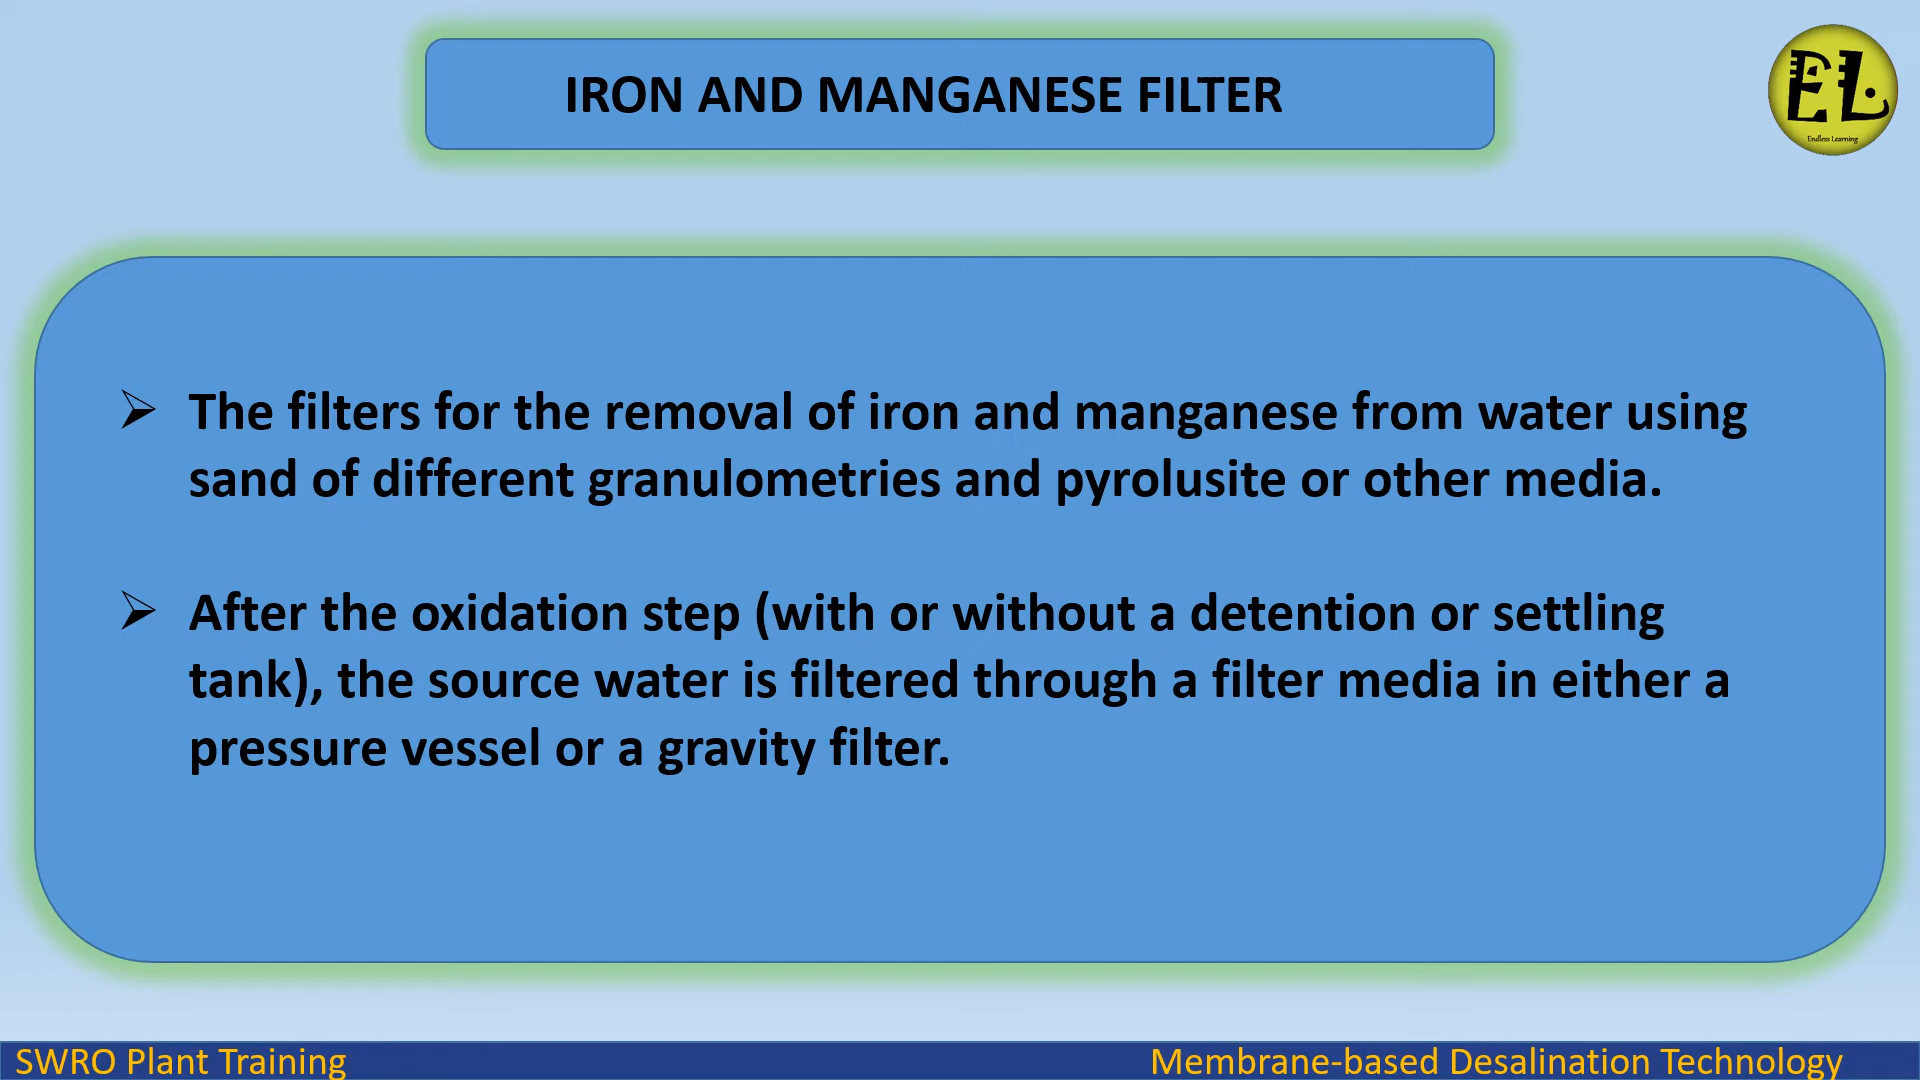 IRON AND MANGANESE FILTER
EL
Endless Learning
➢ The filters for the removal of iron and manganese from water using
sand of different granulometries and pyrolusite or other media.
➢ After the oxidation step (with or without a detention or settling
tank), the source water is filtered through a filter media in either a
pressure vessel or a gravity filter.
SWRO Plant Training
Membrane-based Desalination Technology